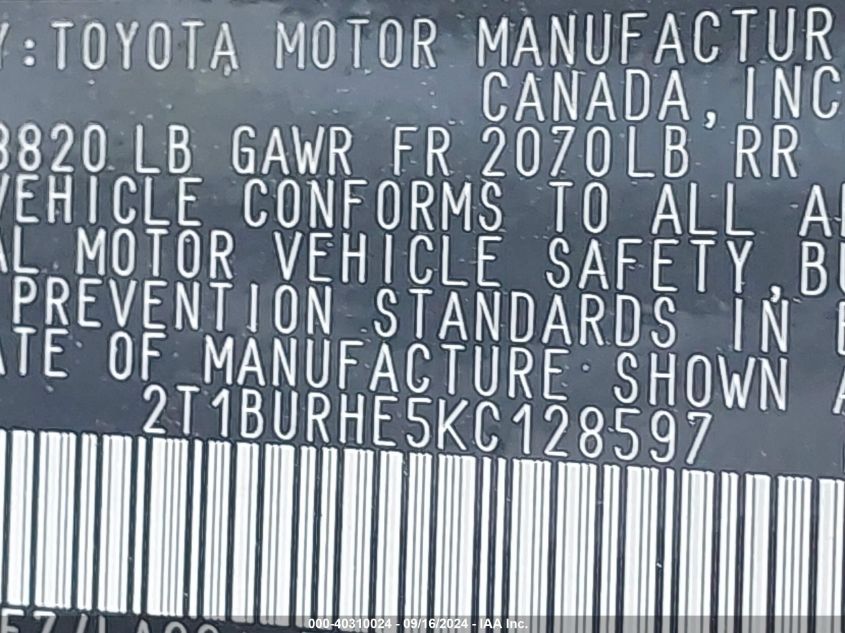 Y:TOYOTA MOTOR MANUFACTUR
CANADA, INC
3820 LB GAWR FR 2070LB RR
VEHICLE CONFORMS TO ALL A
AL MOTOR VEHICLE SAFETY, BU
PREVENTION STANDARDS IN E
ATE OF MANUFACTURE SHOWN A
2T1BURHE5KC128597
000-40310024 - 09/16/2024 - IAA Inc.